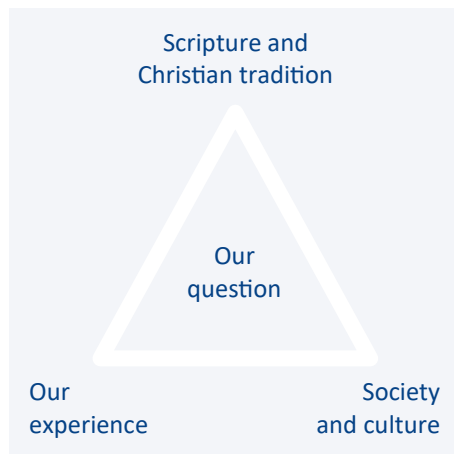 Scripture and
Christian tradition
Our
question
Our
experience
Society
and culture